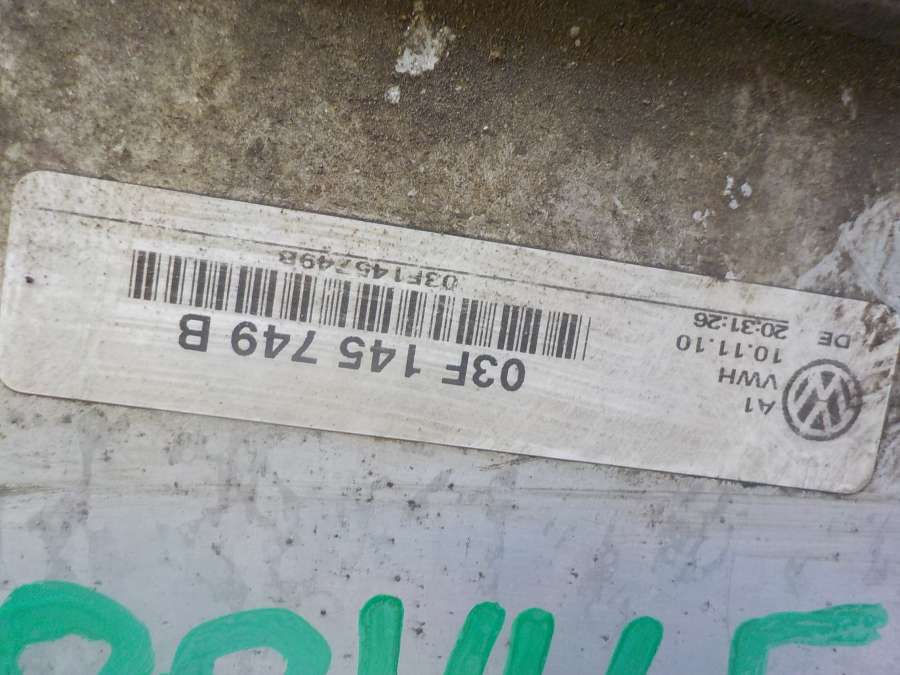 A1
VWH
10.11.10
20:31:26
DE
03F 145 749 B
03F145749B